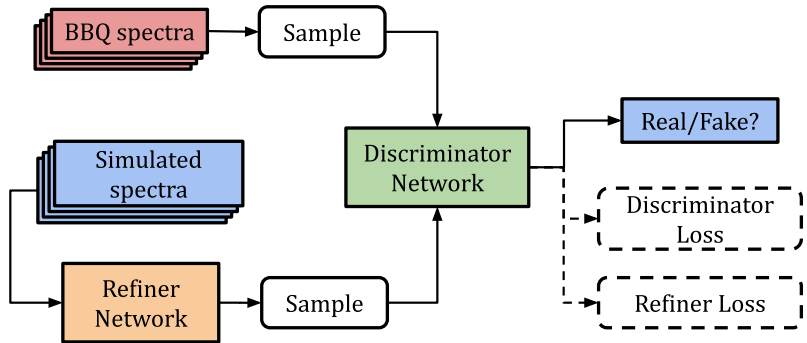 BBQ spectra
Sample
Simulated
spectra
Discriminator
Network
Real/Fake?
Discriminator
Loss
Refiner
Network
Sample
Refiner Loss